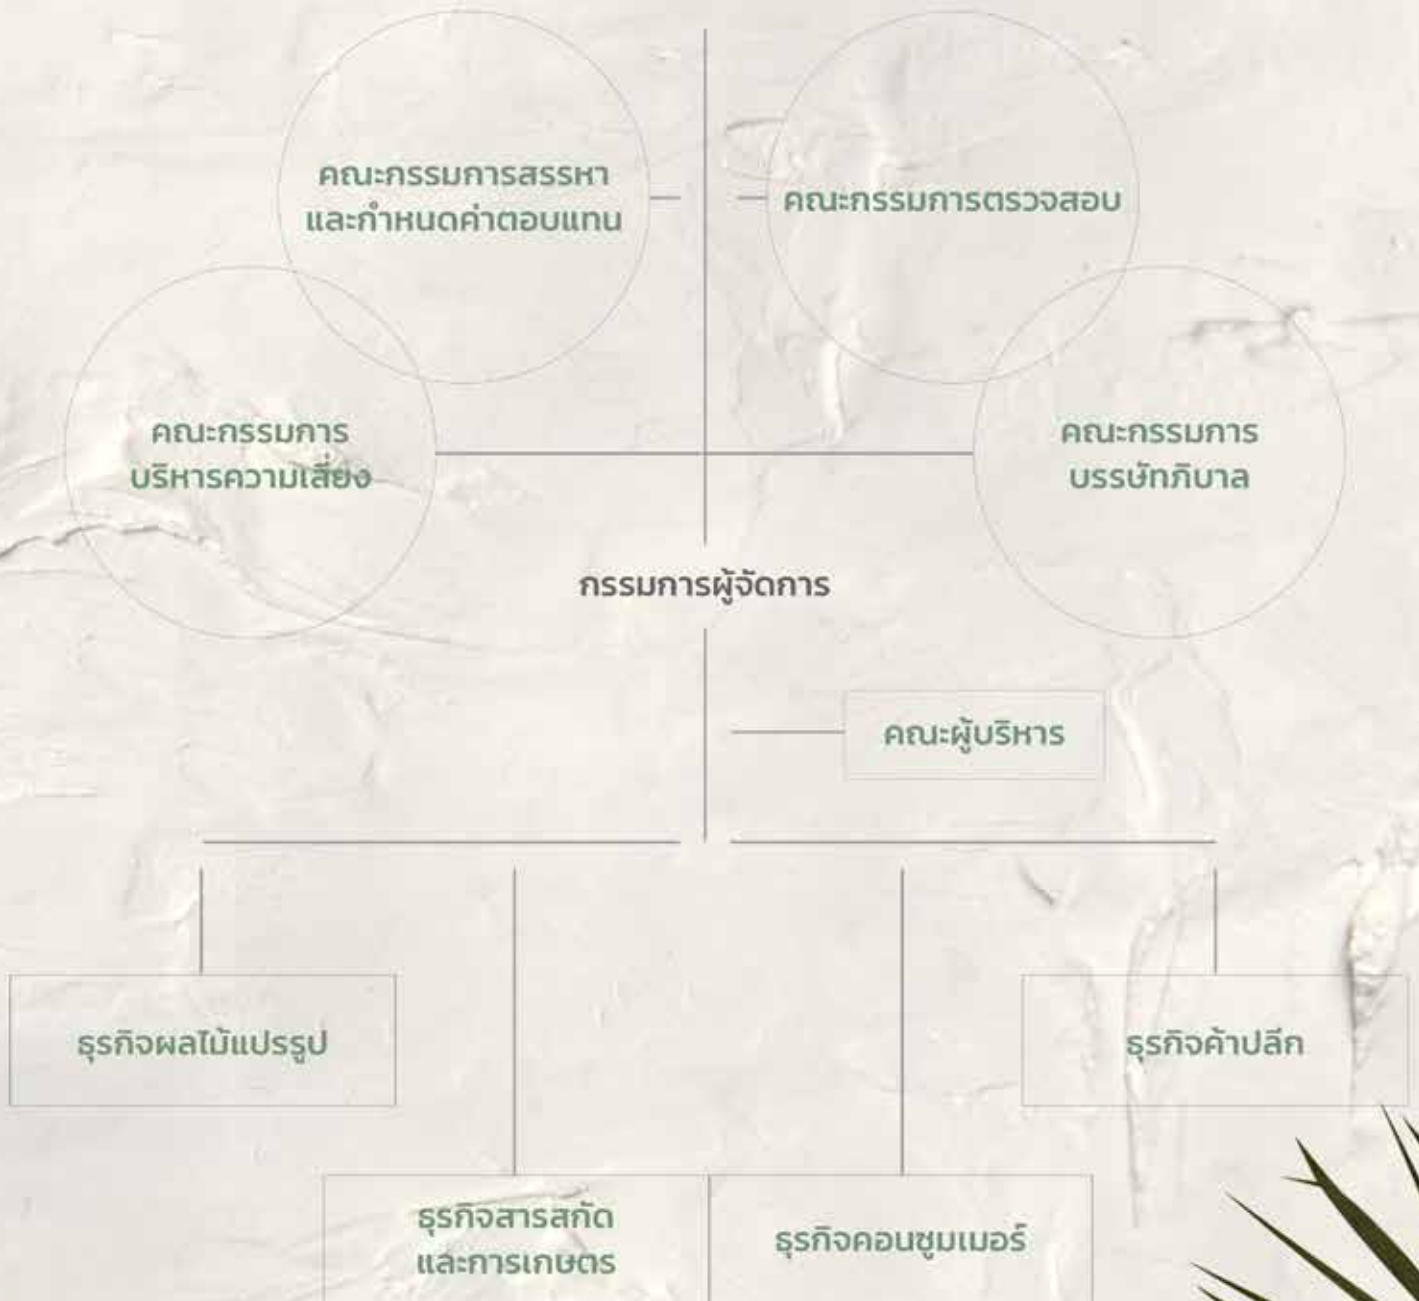 คณะกรรมการสรรหา
และกำหนดค่าตอบแทน
คณะกรรมการตรวจสอบ
คณะกรรมการ
บริหารความเสี่ยง
คณะกรรมการ
บรรษัทภิบาล
กรรมการผู้จัดการ
คณะผู้บริหาร
ธุรกิจผลไม้แปรรูป
ธุรกิจค้าปลีก
ธุรกิจสารสกัด
และการเกษตร
ธุรกิจคอนซูมเมอร์